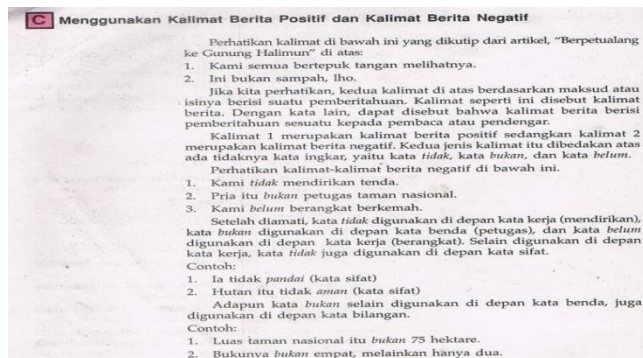 C Menggunakan Kalimat Berita Positif dan Kalimat Berita Negatif
Perhatikan kalimat di bawah ini yang dikutip dari artikel, "Berpetualang
ke Gunung Halimun" di atas:
1. Kami semua bertepuk tangan melihatnya.
2. Ini bukan sampah, lho.
Jika kita perhatikan, kedua kalimat di atas berdasarkan maksud atau
isinya berisi suatu pemberitahuan. Kalimat seperti ini disebut kalimat
berita. Dengan kata lain, dapat disebut bahwa kalimat berita berisi
pemberitahuan sesuatu kepada pembaca atau pendengar.
Kalimat 1 merupakan kalimat berita positif sedangkan kalimat 2
merupakan kalimat berita negatif. Kedua jenis kalimat itu dibedakan atas
ada tidaknya kata ingkar, yaitu kata tidak, kata bukan, dan kata belum.
Perhatikan kalimat-kalimat berita negatif di bawah ini.
1. Kami tidak mendirikan tenda.
2. Pria itu bukan petugas taman nasional.
3. Kami belum berangkat berkemah.
Setelah diamati, kata tidak digunakan di depan kata kerja (mendirikan),
kata bukan digunakan di depan kata benda (petugas), dan kata belum
digunakan di depan kata kerja (berangkat). Selain digunakan di depan
kata kerja, kata tidak juga digunakan di depan kata sifat.
Contoh:
1. Ia tidak pandai (kata sifat)
2. Hutan itu tidak aman (kata sifat)
Adapun kata bukan selain digunakan di depan kata benda, juga
digunakan di depan kata bilangan.
Contoh:
1. Luas taman nasional itu bukan 75 hektare.
2. Bukunya bukan empat, melainkan hanya dua.